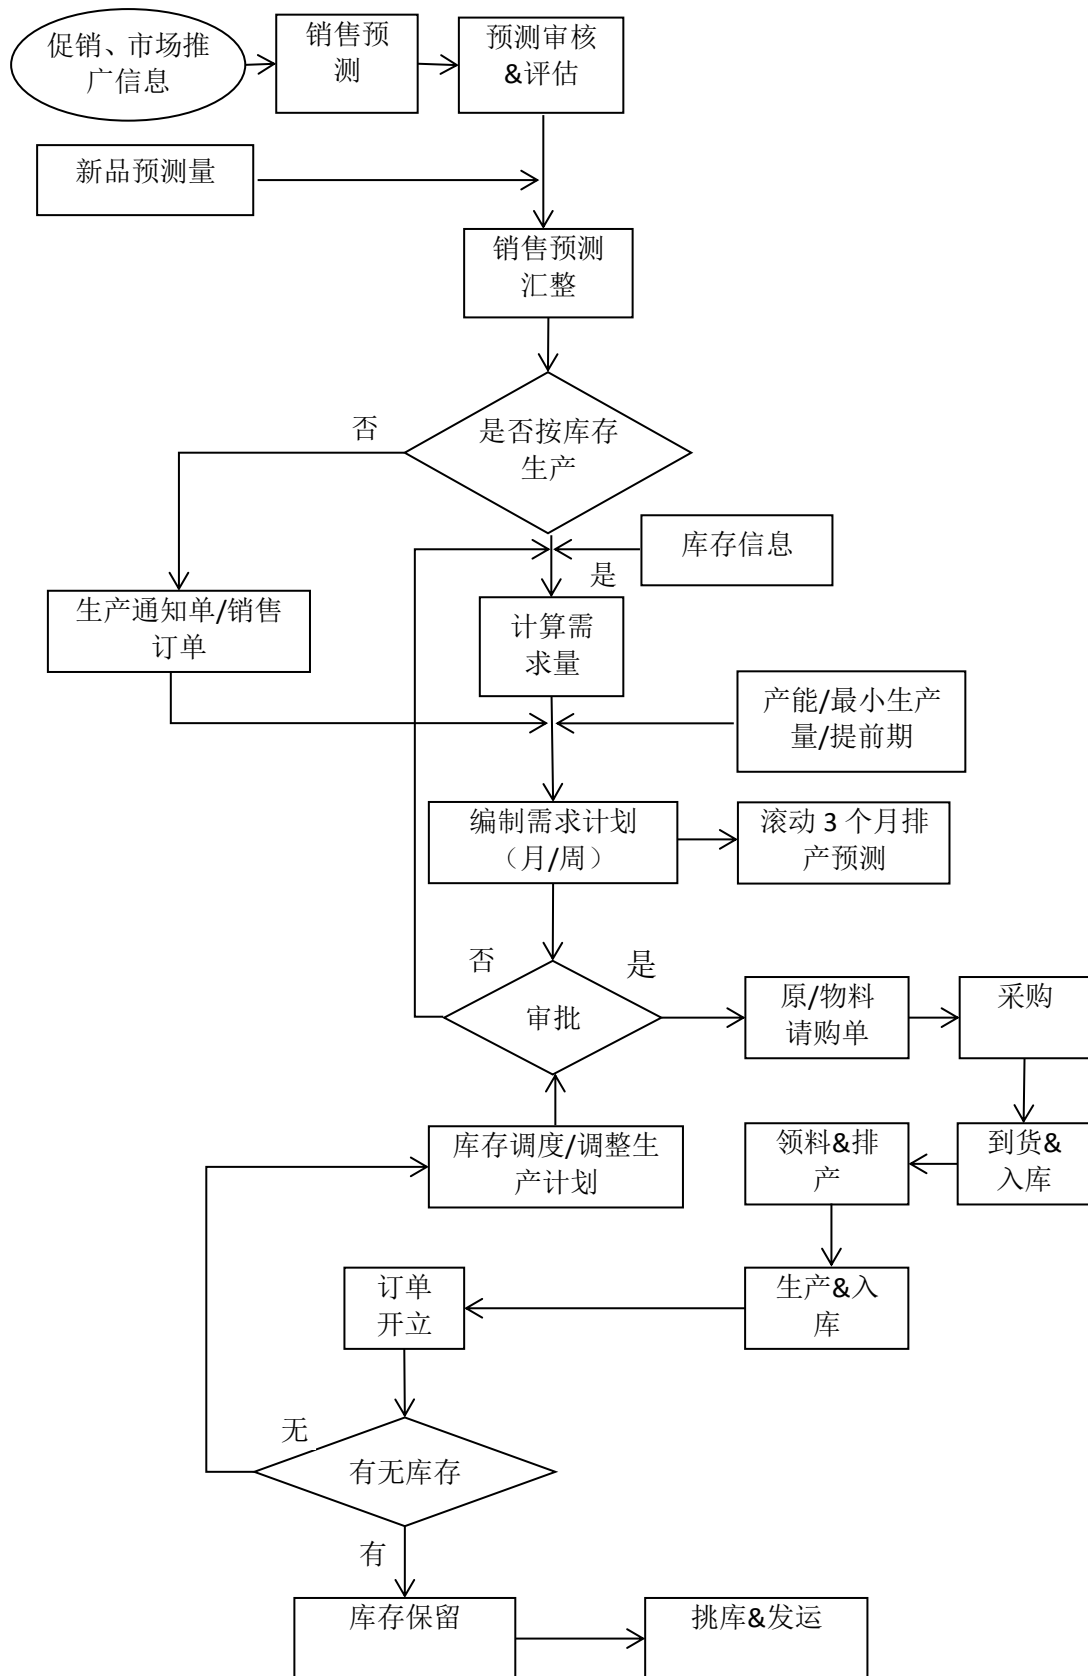 促销、市场推
广信息
销售预
测
预测审核
&评估
新品预测量
销售预测
汇整
否
是否按库存
生产
库存信息
是
生产通知单/销售
订单
计算需
求量
产能/最小生产
量/提前期
编制需求计划
（月/周）
滚动 3 个月排
产预测
否
是
审批
原/物料
请购单
采购
库存调度/调整生
产计划
领料&排
产
到货&
入库
订单
开立
生产&入
库
无
有无库存
有
库存保留
挑库&发运